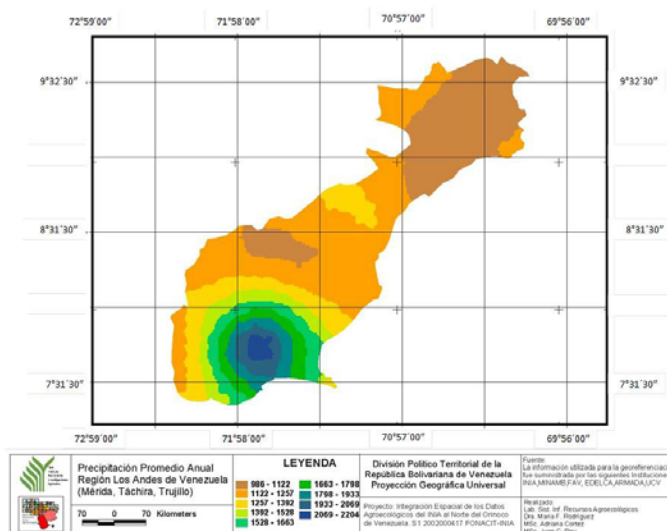 72°59'00" 71°58'00" 70°57'00" 69°56'00"
9°32'30" 9°32'30"
8°31'30" 8°31'30"
7°31'30" 7°31'30"
72°59'00" 71°58'00" 70°57'00" 69°56'00"
Precipitación Promedio Anual
Región Los Andes de Venezuela
(Mérida, Táchira, Trujillo)
70 0 70 Kilometers
LEYENDA
986 - 1122
1122 - 1257
1257 - 1392
1392 - 1528
1528 - 1663
1663 - 1798
1798 - 1933
1933 - 2069
2069 - 2204
División Político Territorial de la
República Bolivariana de Venezuela
Proyección Geográfica Universal
Proyecto: Integración Espacial de los Datos
Agroecológicos del INIA al Norte del Orinoco
de Venezuela. S1 2002000417 FONACIT-INIA
Fuente:
La información utilizada para la georeferenciac
fue suministrada por las siguientes Institucione
INIA,MINAMB,FAV, EDELCA,ARMADA,UCV
Realizado:
Lab. Sist. Inf. Recursos Agroecológicos
Dra. María F. Rodríguez
MSc. Adriana Cortez